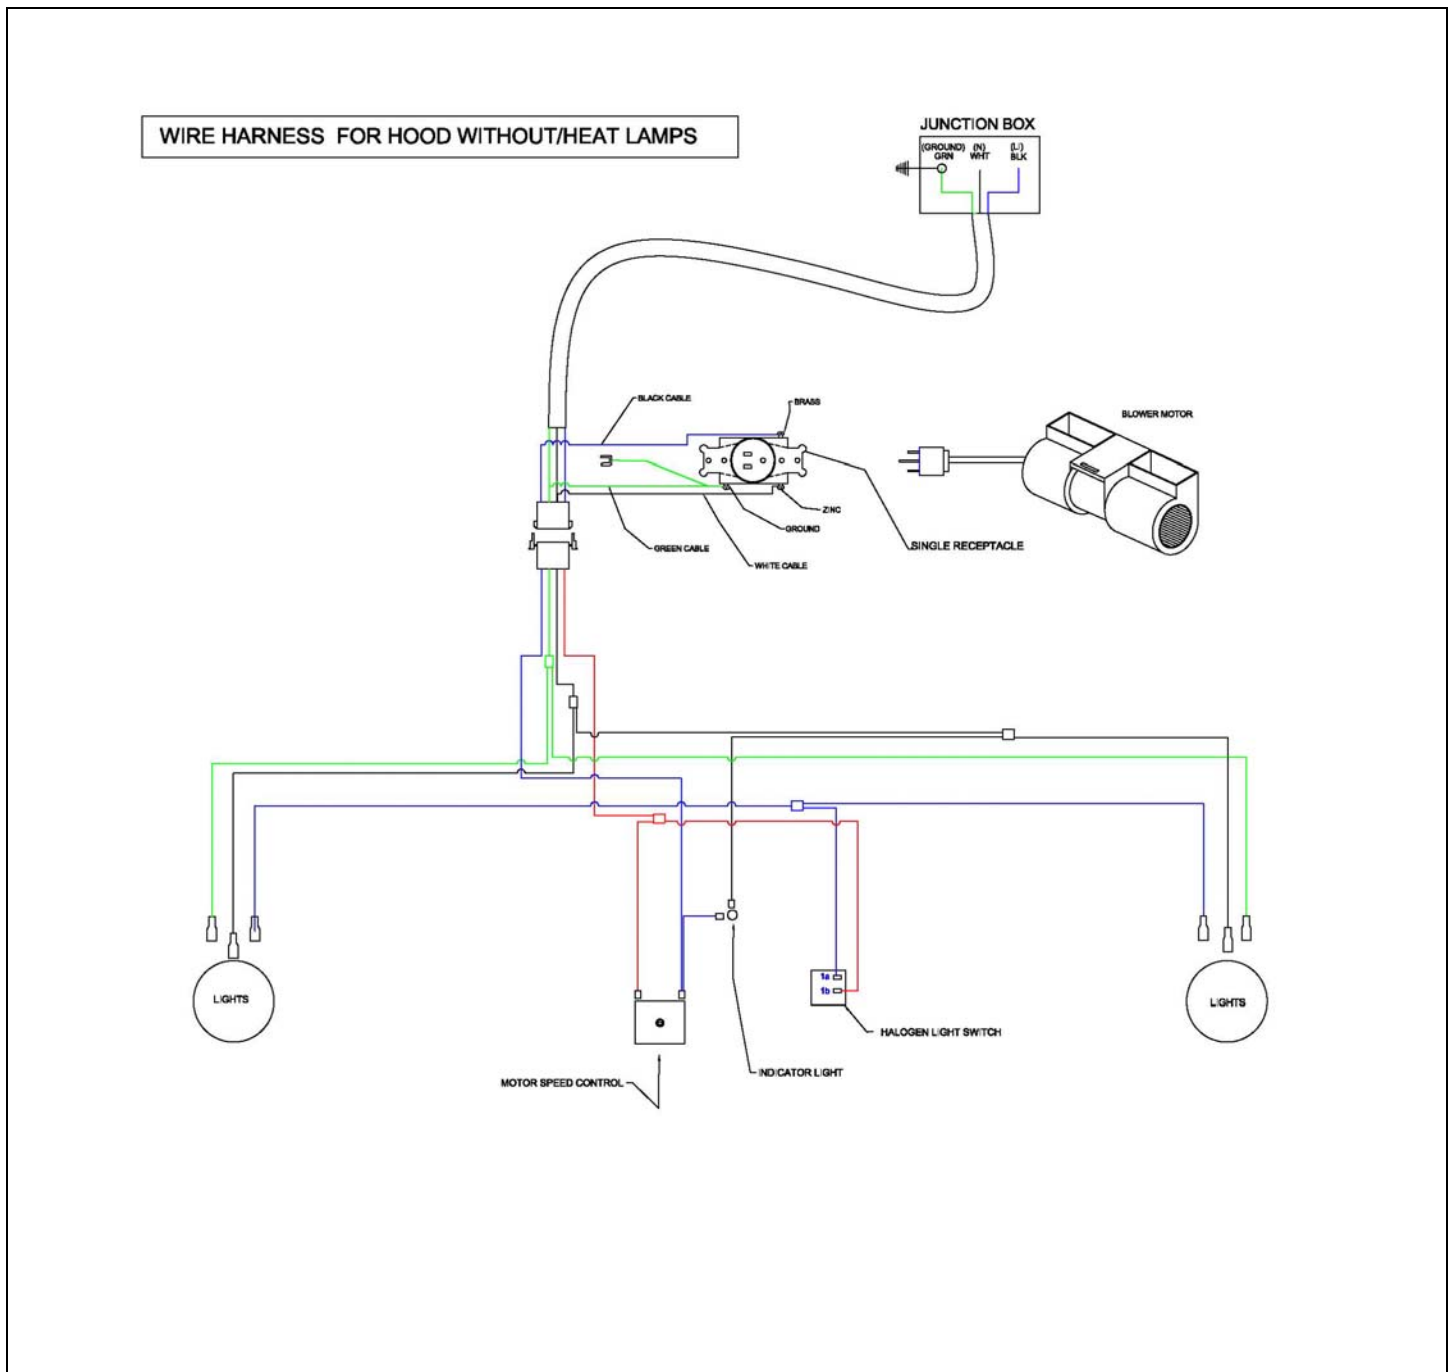 WIRE HARNESS FOR HOOD WITHOUT/HEAT LAMPS
JUNCTION BOX
(GROUND) (N) (LI)
GRN WHT BLK
BLACK CABLE
BRASS
BLOWER MOTOR
ZINC
GROUND
SINGLE RECEPTACLE
GREEN CABLE
WHITE CABLE
1a
1b
LIGHTS
LIGHTS
HALOGEN LIGHT SWITCH
INDICATOR LIGHT
MOTOR SPEED CONTROL